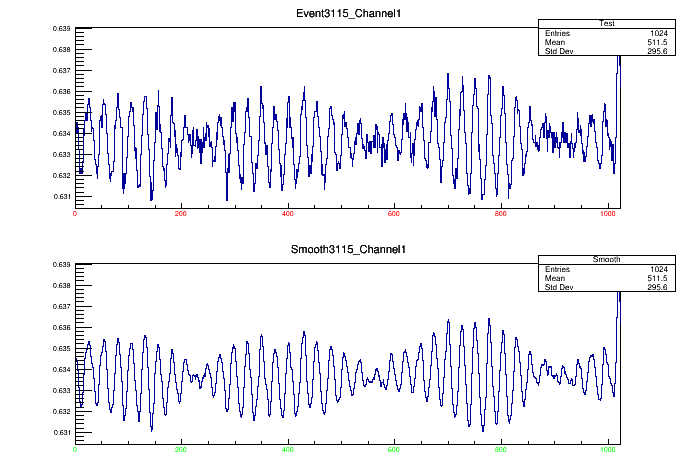 Event3115_Channel1
Test
Entries 1024
Mean 511.5
Std Dev 295.6
0.639
0.638
0.637
0.636
0.635
0.634
0.633
0.632
0.631
0 200 400 600 800 1000
Smooth3115_Channel1
Smooth
Entries 1024
Mean 511.5
Std Dev 295.6
0.639
0.638
0.637
0.636
0.635
0.634
0.633
0.632
0.631
0 200 400 600 800 1000